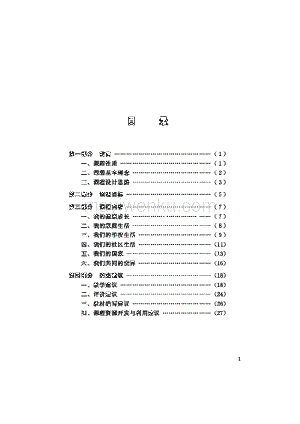 目 录
第一部分 前言 ……………………………… (1)
一、课程性质 ……………………………… (1)
二、课程基本理念 ……………………………… (2)
三、课程设计思路 ……………………………… (3)
第二部分 课程目标 ……………………………… (5)
第三部分 课程内容 ……………………………… (7)
一、我的健康成长 ……………………………… (7)
二、我的家庭生活 ……………………………… (8)
三、我们的学校生活 ……………………………… (9)
四、我们的社区生活 ……………………………… (11)
五、我们的国家 ……………………………… (13)
六、我们共同的世界 ……………………………… (16)
第四部分 实施建议 ……………………………… (18)
一、教学建议 ……………………………… (18)
二、评价建议 ……………………………… (24)
三、教材编写建议 ……………………………… (26)
四、课程资源开发与利用建议 ……………………………… (27)
1